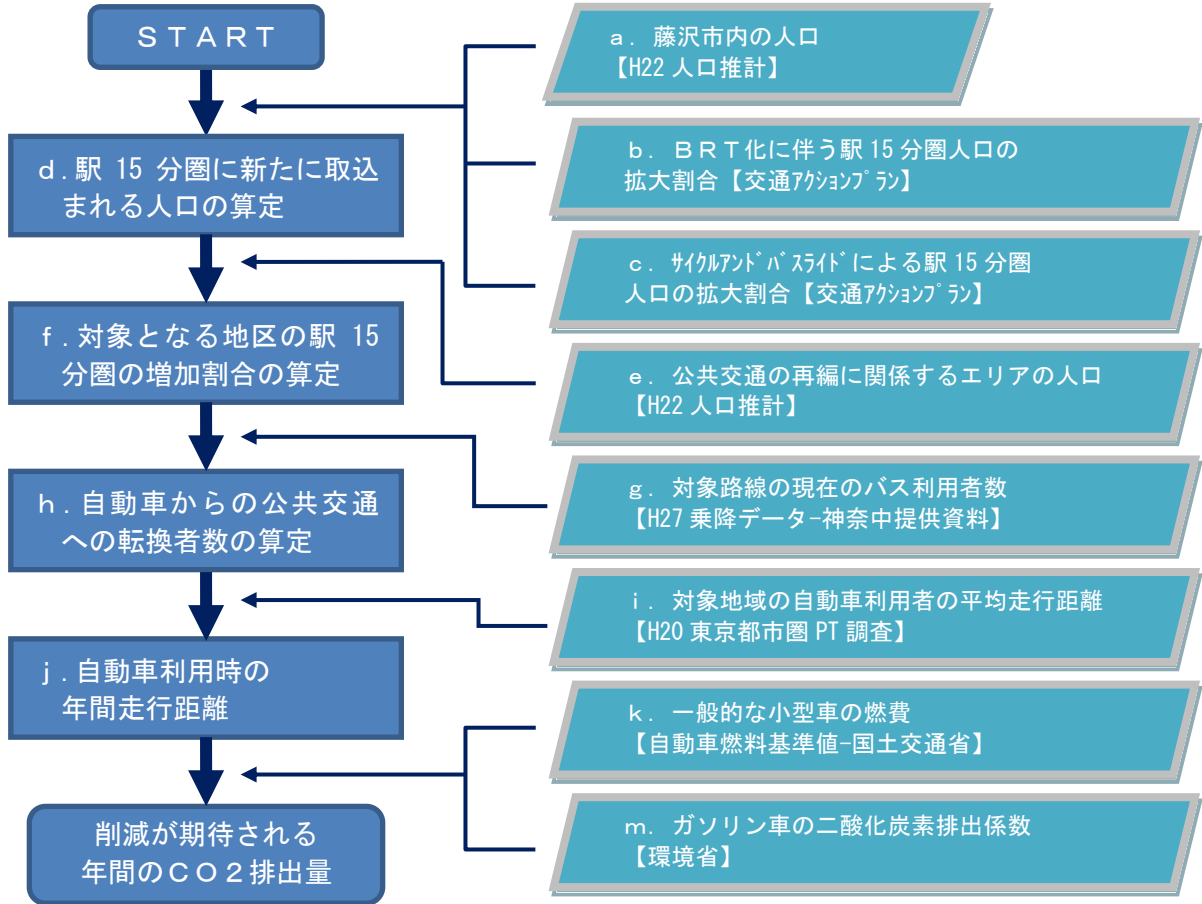 ＳＴＡＲＴ
ａ．藤沢市内の人口
【H22 人口推計】
ｂ．ＢＲＴ化に伴う駅 15 分圏人口の
拡大割合【交通ｱｸｼｮﾝﾌﾟﾗﾝ】
ｃ．ｻｲｸﾙｱﾝﾄﾞﾊﾞｽﾗｲﾄﾞによる駅 15 分圏
人口の拡大割合【交通ｱｸｼｮﾝﾌﾟﾗﾝ】
ｄ．駅 15 分圏に新たに取込
まれる人口の算定
ｅ．公共交通の再編に関係するエリアの人口
【H22 人口推計】
ｆ．対象となる地区の駅 15
分圏の増加割合の算定
ｇ．対象路線の現在のバス利用者数
【H27 乗降データ-神奈中提供資料】
ｈ．自動車からの公共交通
への転換者数の算定
ｉ．対象地域の自動車利用者の平均走行距離
【H20 東京都市圏 PT 調査】
ｊ．自動車利用時の
年間走行距離
ｋ．一般的な小型車の燃費
【自動車燃料基準値-国土交通省】
ｍ．ガソリン車の二酸化炭素排出係数
【環境省】
削減が期待される
年間のＣＯ２排出量